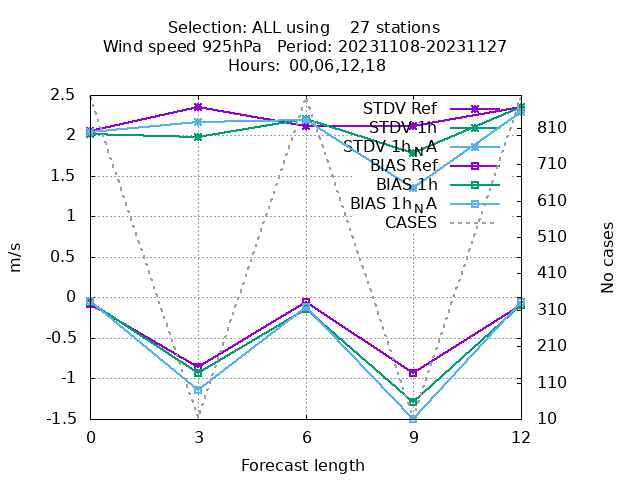 Selection: ALL using    27 stations
Wind speed 925hPa   Period: 20231108-20231127
Hours: 00,06,12,18
2.5
2
1.5
1
0.5
0
-0.5
-1
-1.5
m/s
STDV Ref
STDV 1h
STDV 1hNA
BIAS Ref
BIAS 1h
BIAS 1hNA
CASES
810
710
610
510
410
310
210
110
10
No cases
0 3 6 9 12
Forecast length